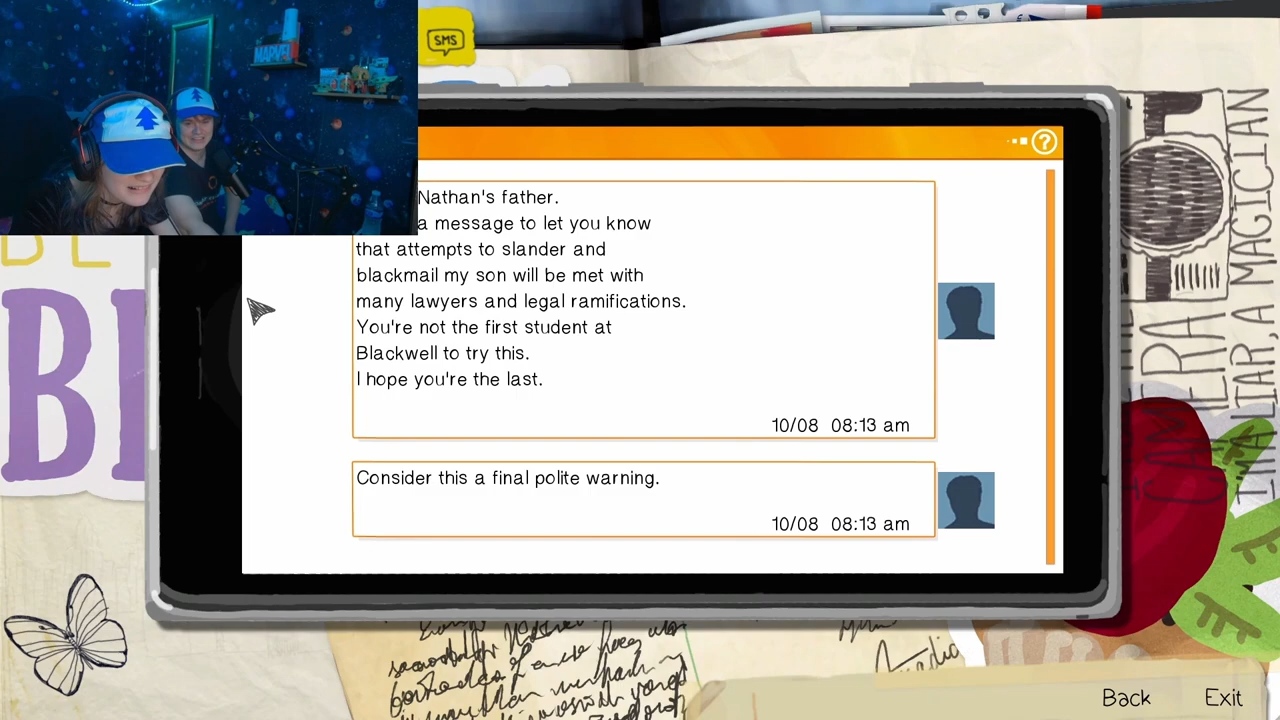 MARVEL
SMS
?
Nathan's father.
a message to let you know
that attempts to slander and
blackmail my son will be met with
many lawyers and legal ramifications.
You're not the first student at
Blackwell to try this.
I hope you're the last.
10/08 08:13 am
Consider this a final polite warning.
10/08 08:13 am
I'M A LIAR, A MAGICIAN
Back
Exit